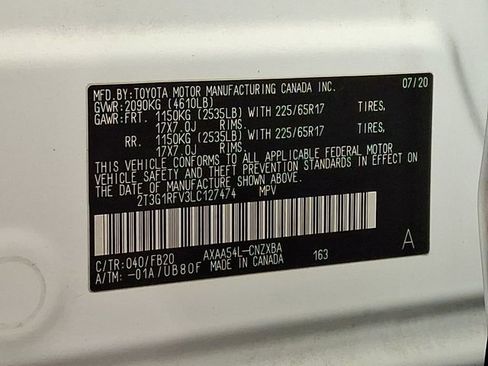 MFD.BY:TOYOTA MOTOR MANUFACTURING CANADA INC. 07/20
GVWR:2090KG (4610LB)
GAWR:FRT. 1150KG (2535LB) WITH 225/65R17 TIRES,
17X7.0J RIMS.
RR. 1150KG (2535LB) WITH 225/65R17 TIRES,
17X7.0J RIMS.
THIS VEHICLE CONFORMS TO ALL APPLICABLE FEDERAL MOTOR
VEHICLE SAFETY AND THEFT PREVENTION STANDARDS IN EFFECT
ON THE DATE OF MANUFACTURE SHOWN ABOVE.
2T3G1RFV3LC127474 MPV
C/TR:040/FB20 AXAA54L-CNZXBA A
A/TM: -01A/UB80F MADE IN CANADA 163